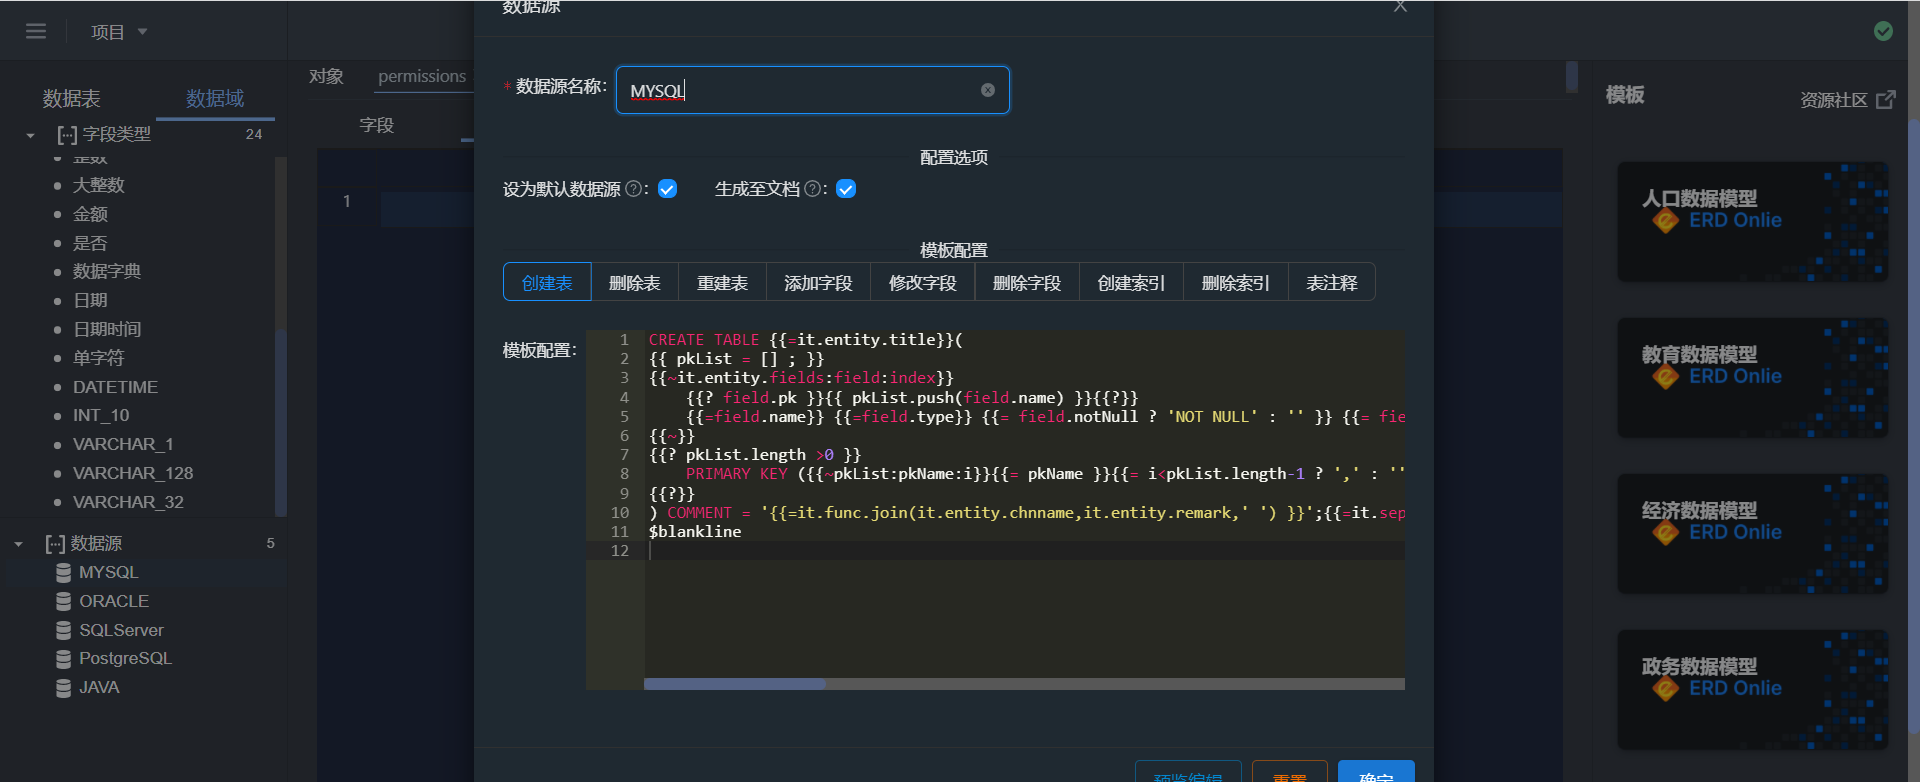 项目
数据表
数据域
字段类型
24
整数
大整数
金额
是否
数据字典
日期
日期时间
单字符
DATETIME
INT_10
VARCHAR_1
VARCHAR_128
VARCHAR_32
数据源
5
MYSQL
ORACLE
SQLServer
PostgreSQL
JAVA
对象
permissions
字段
1
数据源
* 数据源名称:
MYSQL
配置选项
设为默认数据源 ? :
生成至文档 ? :
模板配置
创建表
删除表
重建表
添加字段
修改字段
删除字段
创建索引
删除索引
表注释
模板配置:
1 CREATE TABLE {{=it.entity.title}}(
2 {{ pkList = [] ; }}
3 {{~it.entity.fields:field:index}}
4     {{? field.pk }}{{ pkList.push(field.name) }}{{?}}
5     {{=field.name}} {{=field.type}} {{= field.notNull ? 'NOT NULL' : '' }} {{= fie
6 {{~}}
7 {{? pkList.length >0 }}
8     PRIMARY KEY ({{~pkList:pkName:i}}{{= pkName }}{{= i<pkList.length-1 ? ',' : ''
9 {{?}}
10 ) COMMENT = '{{=it.func.join(it.entity.chnname,it.entity.remark,' ') }}';{{=it.sep
11 $blankline
12
预览编辑
重置
确定
模板
资源社区
人口数据模型
ERD Onlie
教育数据模型
ERD Onlie
经济数据模型
ERD Onlie
政务数据模型
ERD Onlie